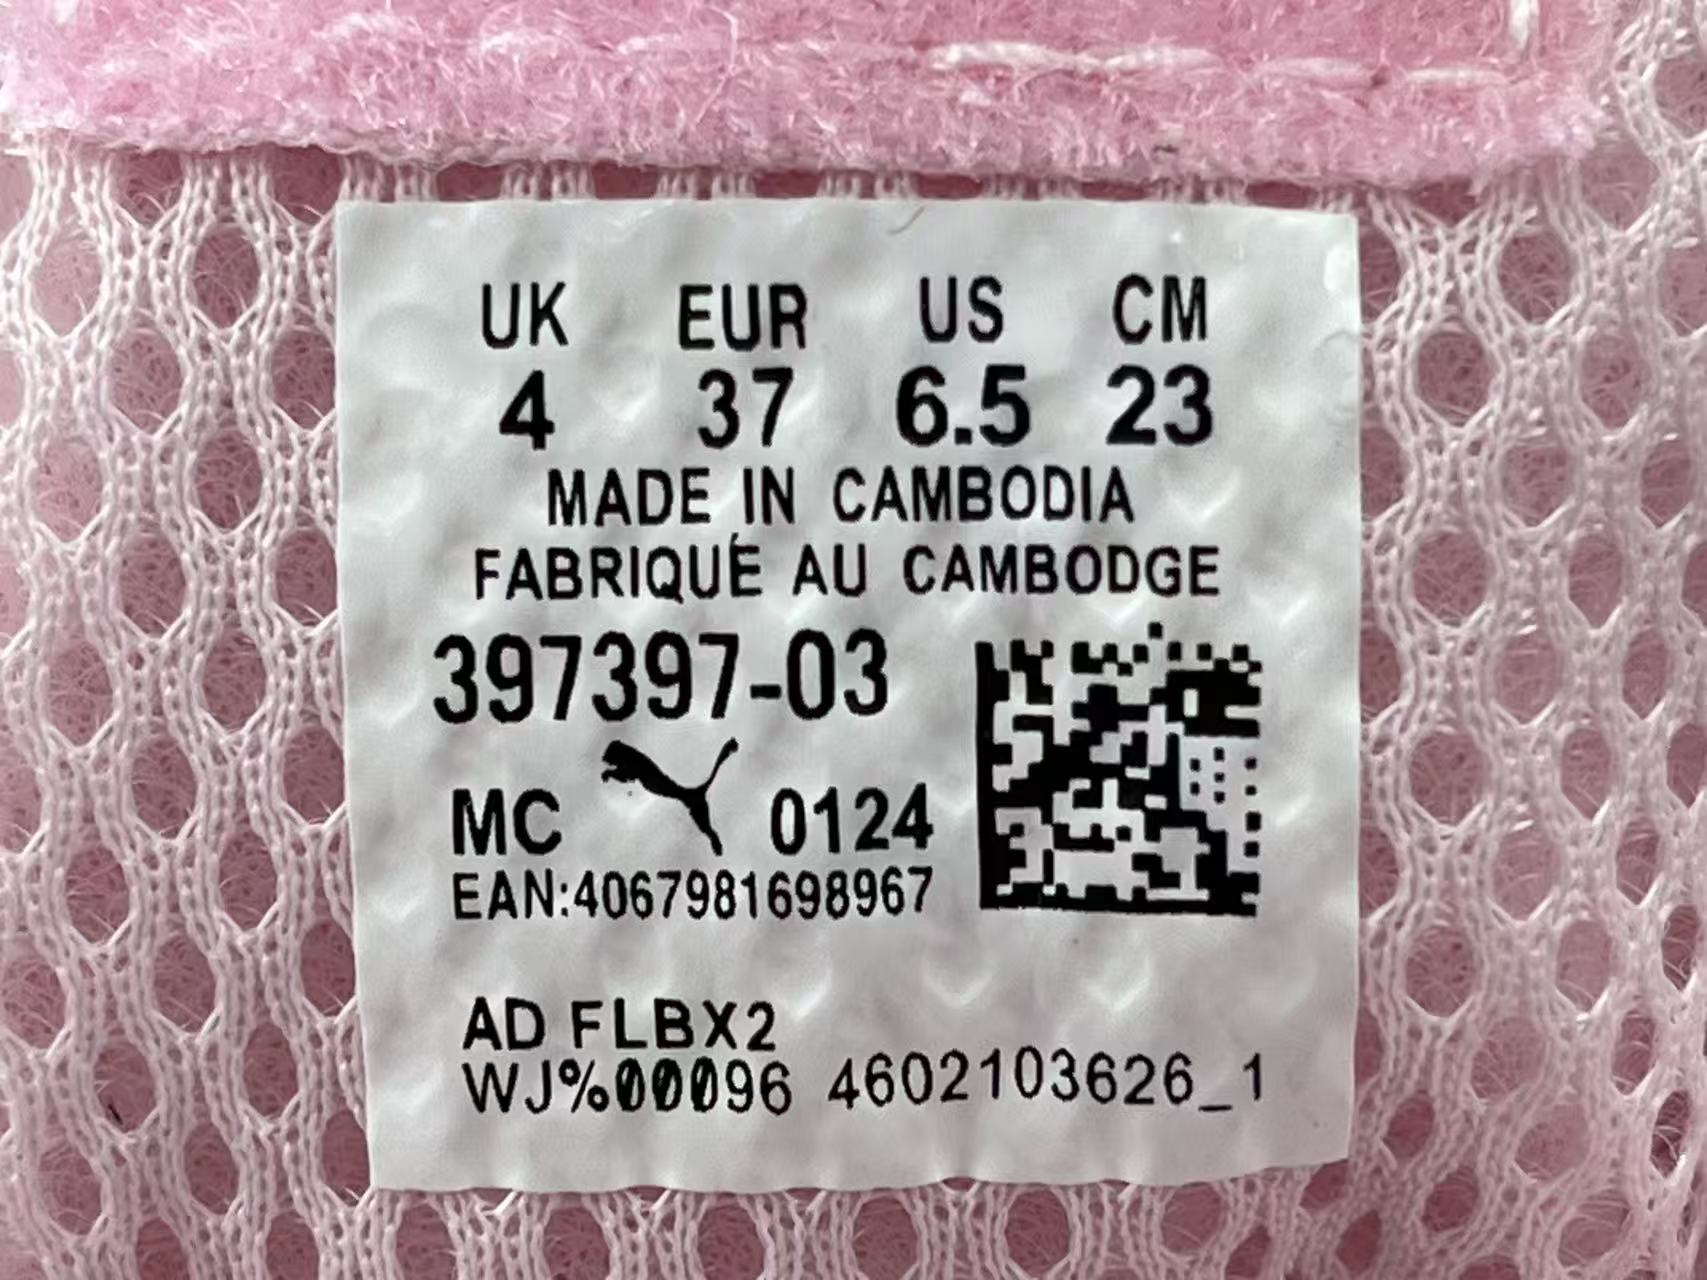 UK EUR US CM
4 37 6.5 23
MADE IN CAMBODIA
FABRIQUÉ AU CAMBODGE
397397-03
MC 0124
EAN:4067981698967
AD FLBX2
WJ%00096 4602103626_1